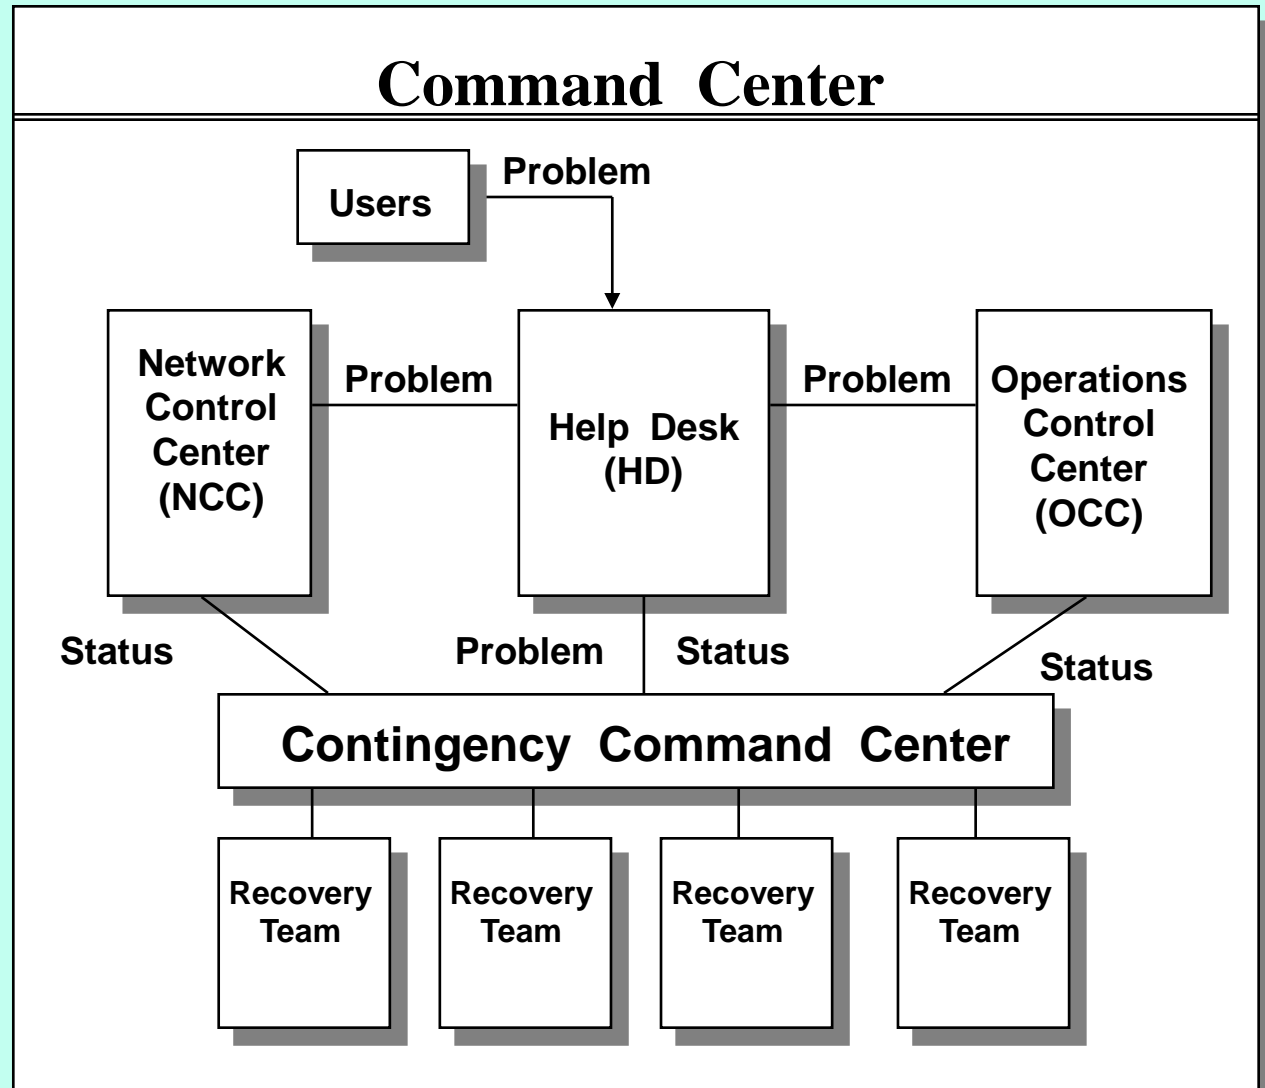 Command Center
Problem
Users
Network
Control
Center
(NCC)
Problem
Help Desk
(HD)
Problem
Operations
Control
Center
(OCC)
Status
Problem
Status
Status
Contingency Command Center
Recovery
Team
Recovery
Team
Recovery
Team
Recovery
Team